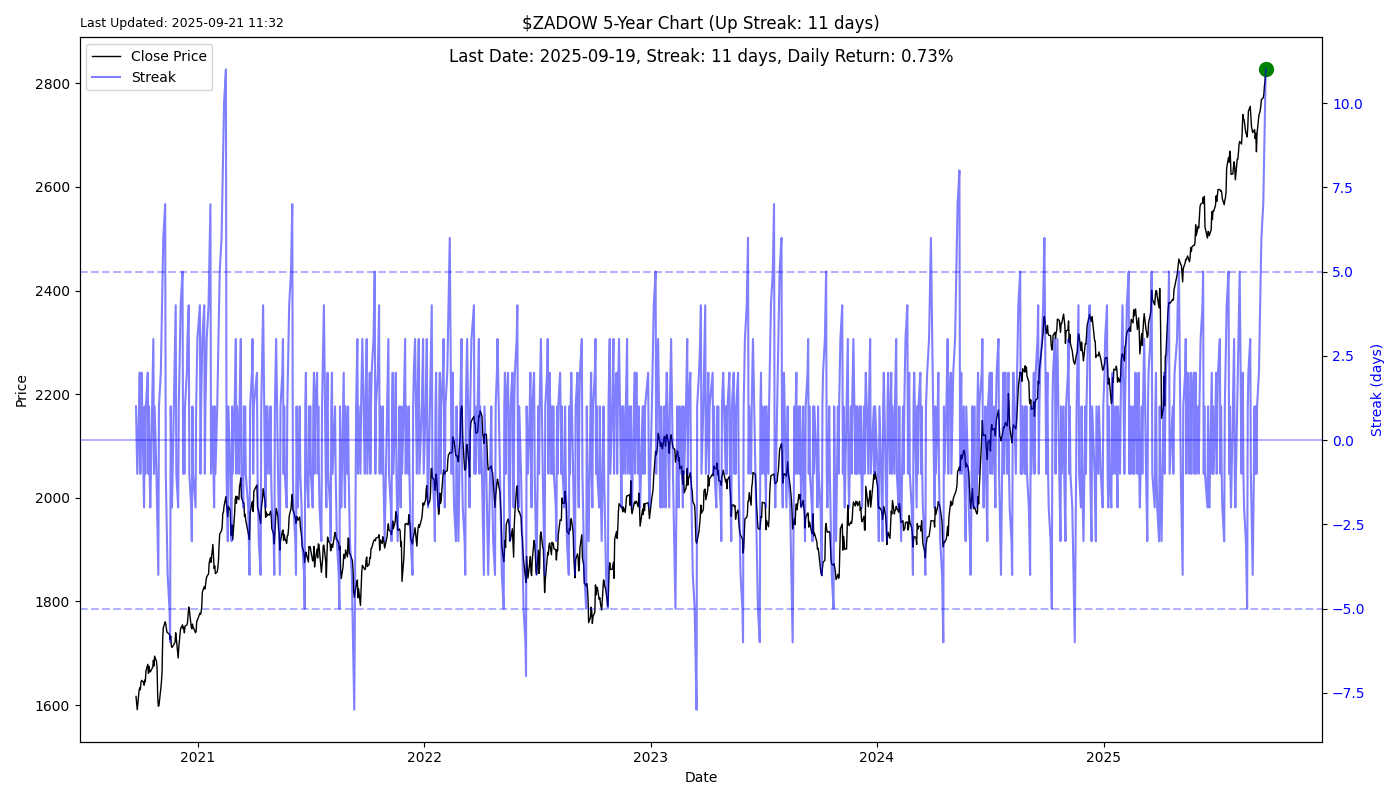 Last Updated: 2025-09-21 11:32
$ZADOW 5-Year Chart (Up Streak: 11 days)
Last Date: 2025-09-19, Streak: 11 days, Daily Return: 0.73%
Close Price
Streak
Price
2800
2600
2400
2200
2000
1800
1600
10.0
7.5
5.0
2.5
0.0
−2.5
−5.0
−7.5
Streak (days)
2021
2022
2023
2024
2025
Date